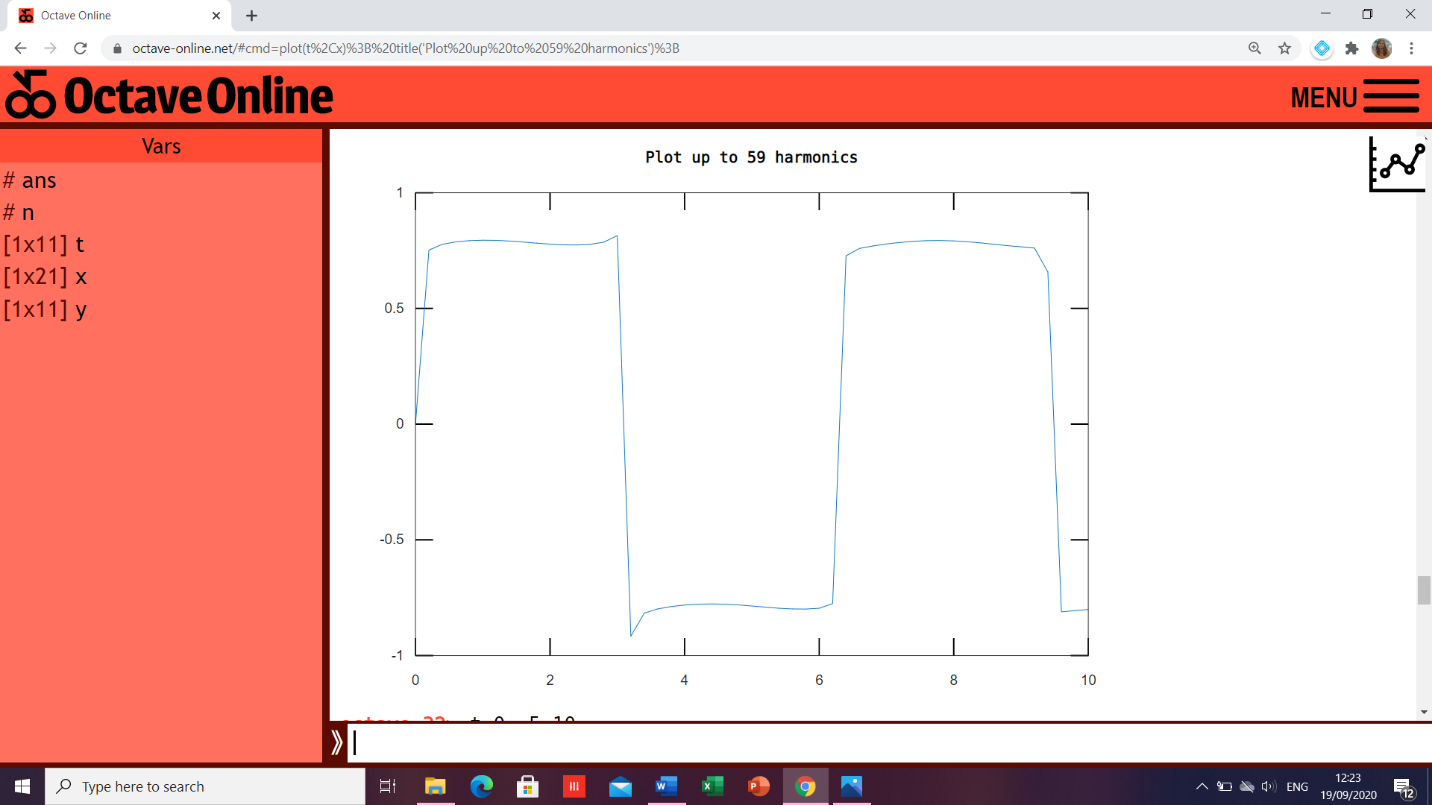 Octave Online
octave-online.net/#cmd=plot(t%2Cx)%3B%20title('Plot%20up%20to%2059%20harmonics')%3B
Octave Online
MENU
Vars
# ans
# n
[1x11] t
[1x21] x
[1x11] y
Plot up to 59 harmonics
1
0.5
0
-0.5
-1
0 2 4 6 8 10
Type here to search
ENG
12:23
19/09/2020
12